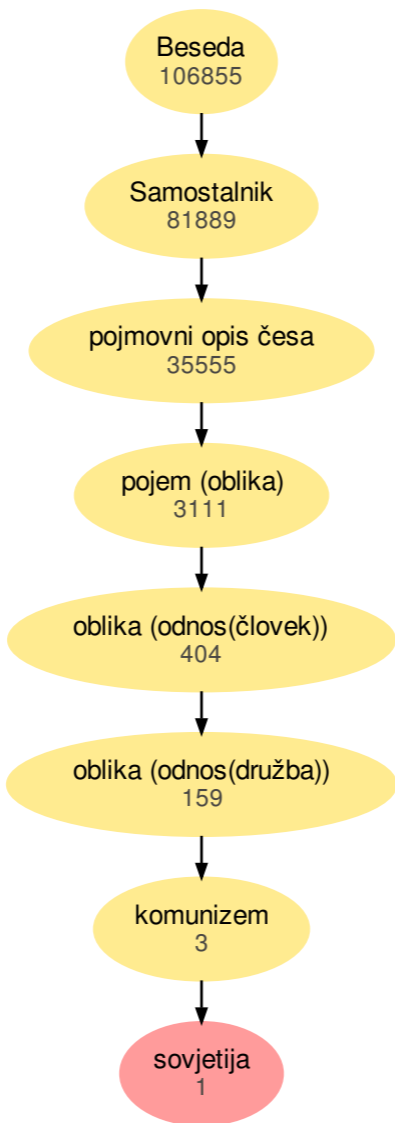 Beseda
106855
Samostalnik
81889
pojmovni opis česa
35555
pojem (oblika)
3111
oblika (odnos(človek))
404
oblika (odnos(družba))
159
komunizem
3
sovjetija
1